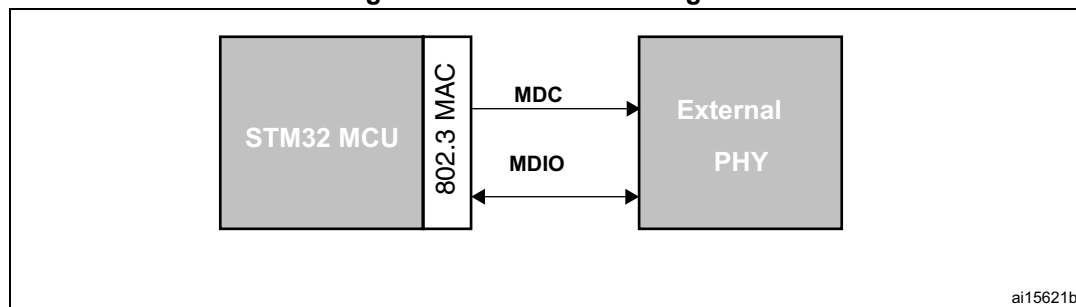 STM32 MCU
802.3 MAC
MDC
MDIO
External
PHY
ai15621b